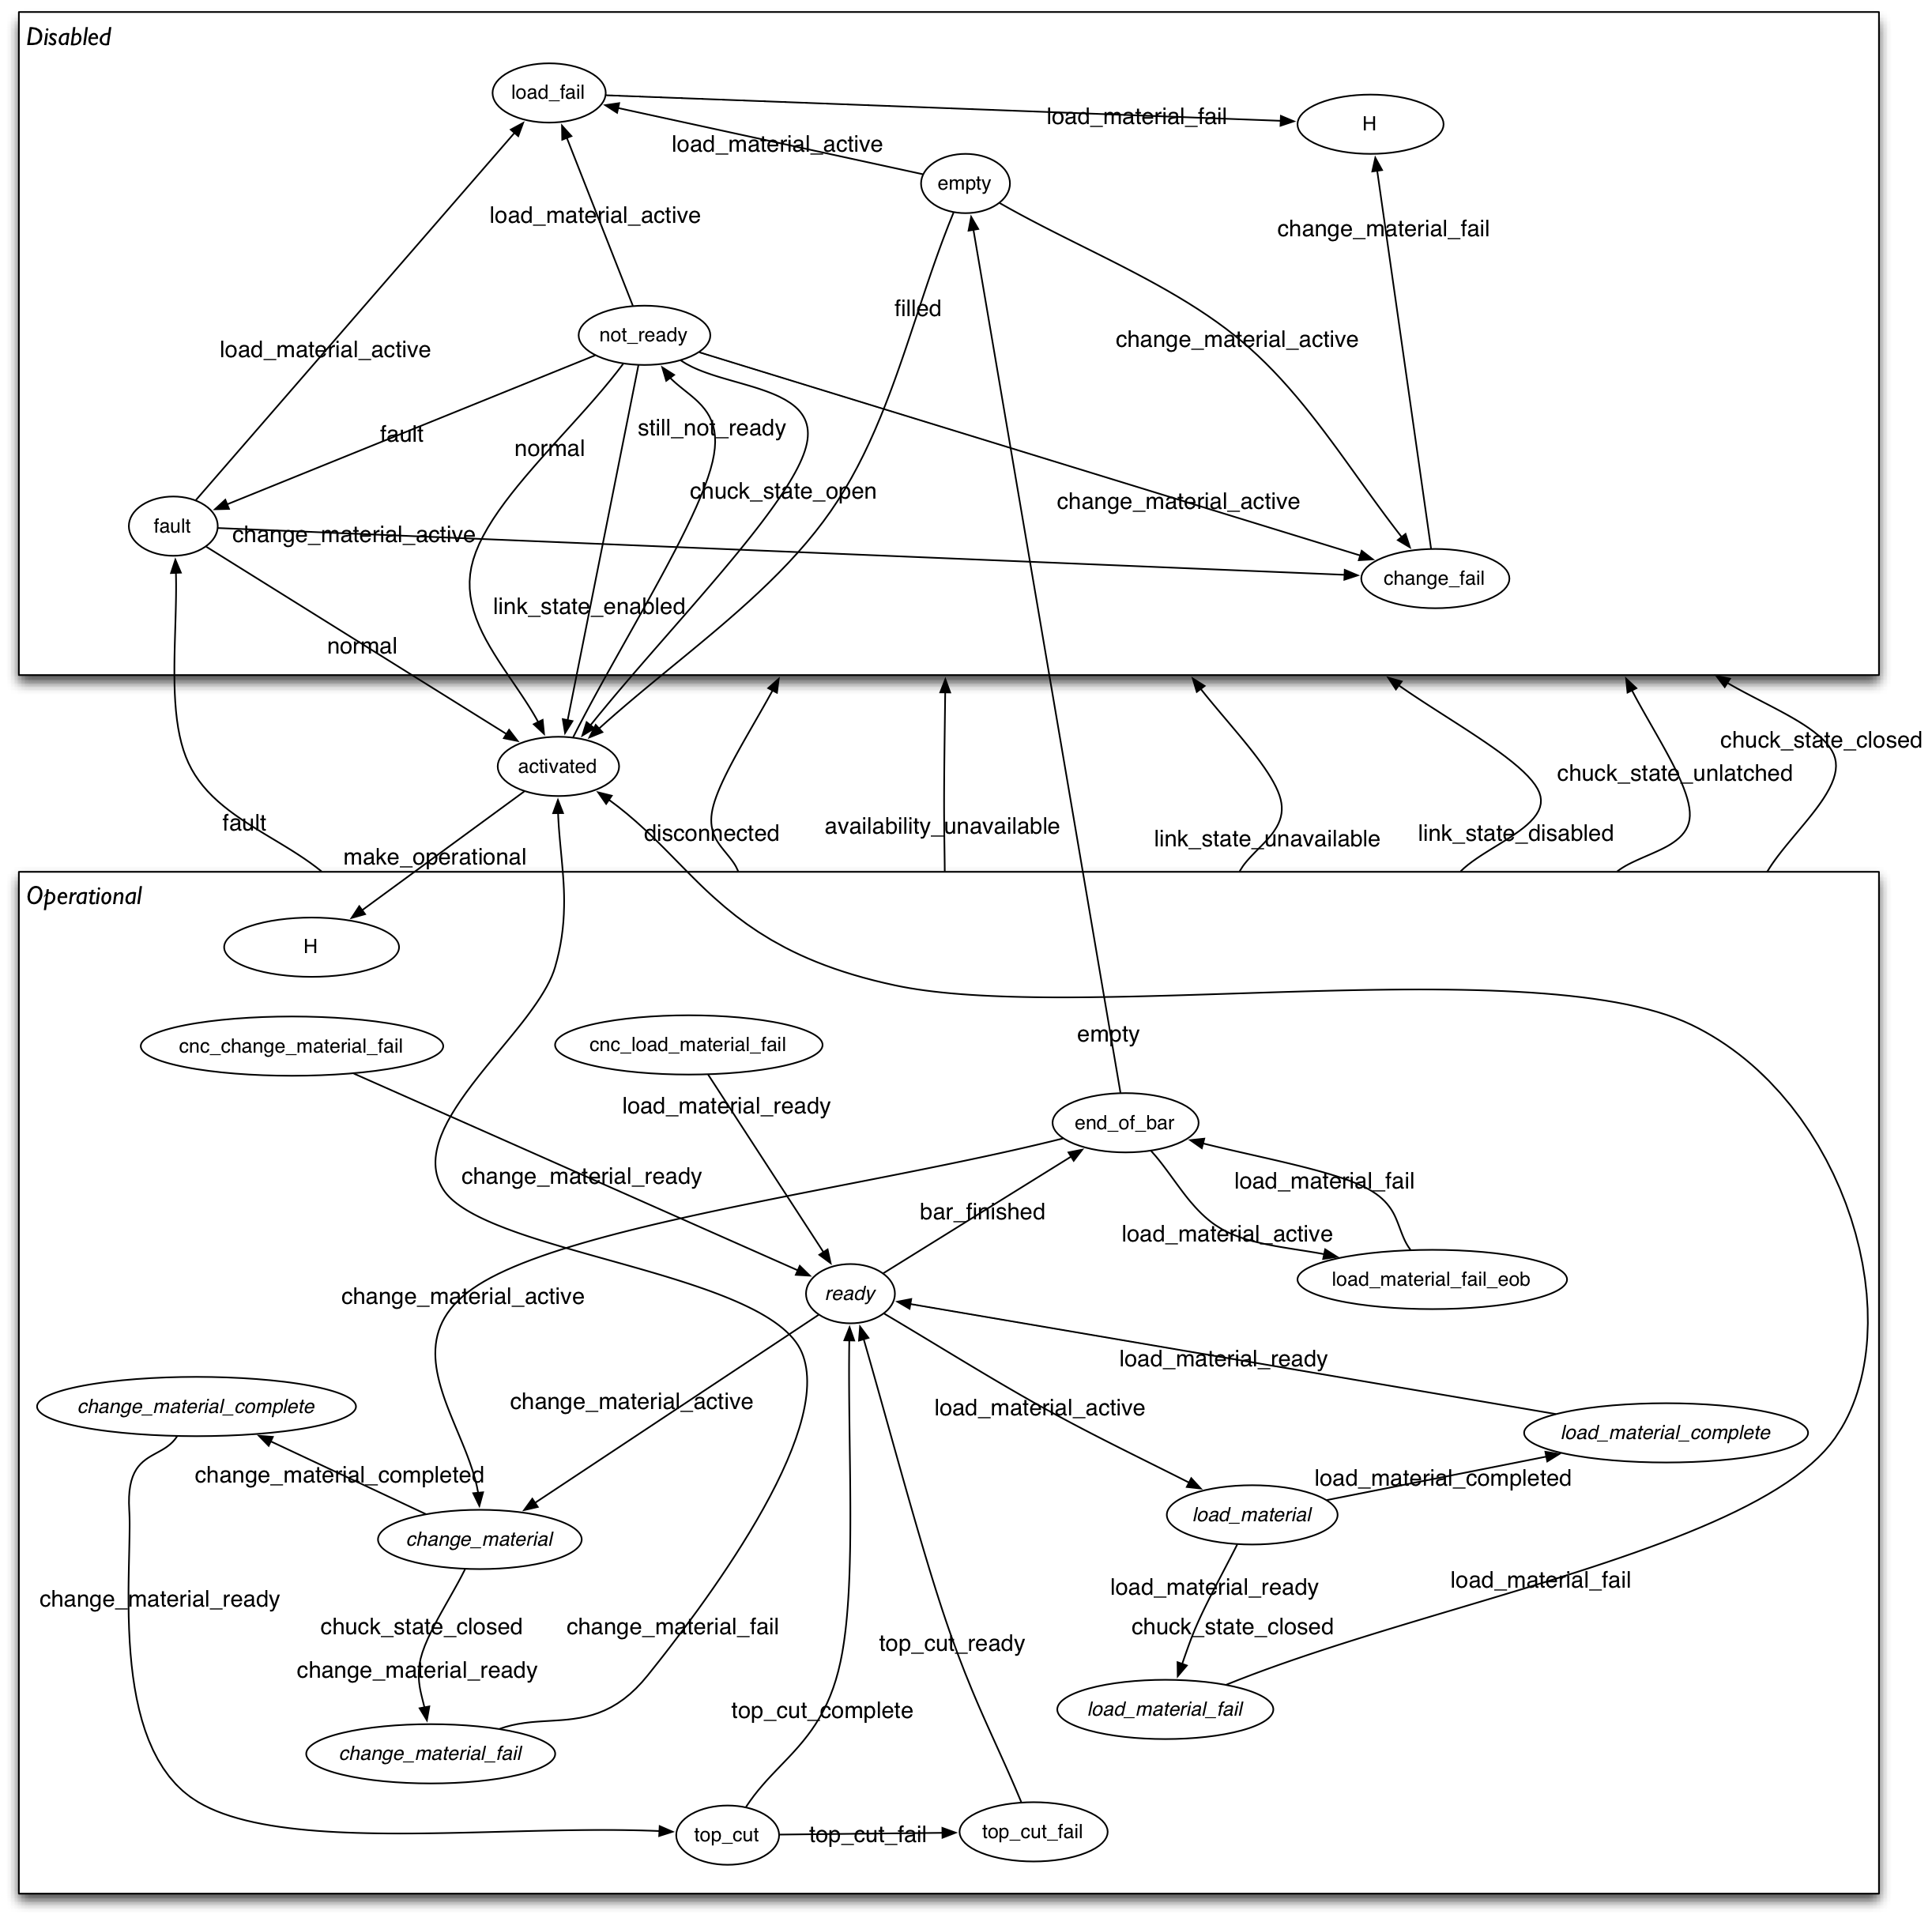 Disabled
load_fail
load_material_fail
H
load_material_active
empty
load_material_active
change_material_fail
filled
not_ready
change_material_active
load_material_active
still_not_ready
fault
normal
chuck_state_open
change_material_active
fault
change_material_active
change_fail
link_state_enabled
normal
chuck_state_closed
activated
chuck_state_unlatched
fault
disconnected
availability_unavailable
link_state_unavailable
link_state_disabled
make_operational
Operational
H
empty
cnc_change_material_fail
cnc_load_material_fail
load_material_ready
end_of_bar
change_material_ready
load_material_fail
bar_finished
load_material_active
load_material_fail_eob
change_material_active
ready
load_material_ready
change_material_active
load_material_active
change_material_complete
load_material_complete
change_material_completed
load_material_completed
load_material
change_material
load_material_fail
load_material_ready
change_material_ready
chuck_state_closed
change_material_fail
chuck_state_closed
top_cut_ready
change_material_ready
top_cut_complete
load_material_fail
change_material_fail
top_cut
top_cut_fail
top_cut_fail